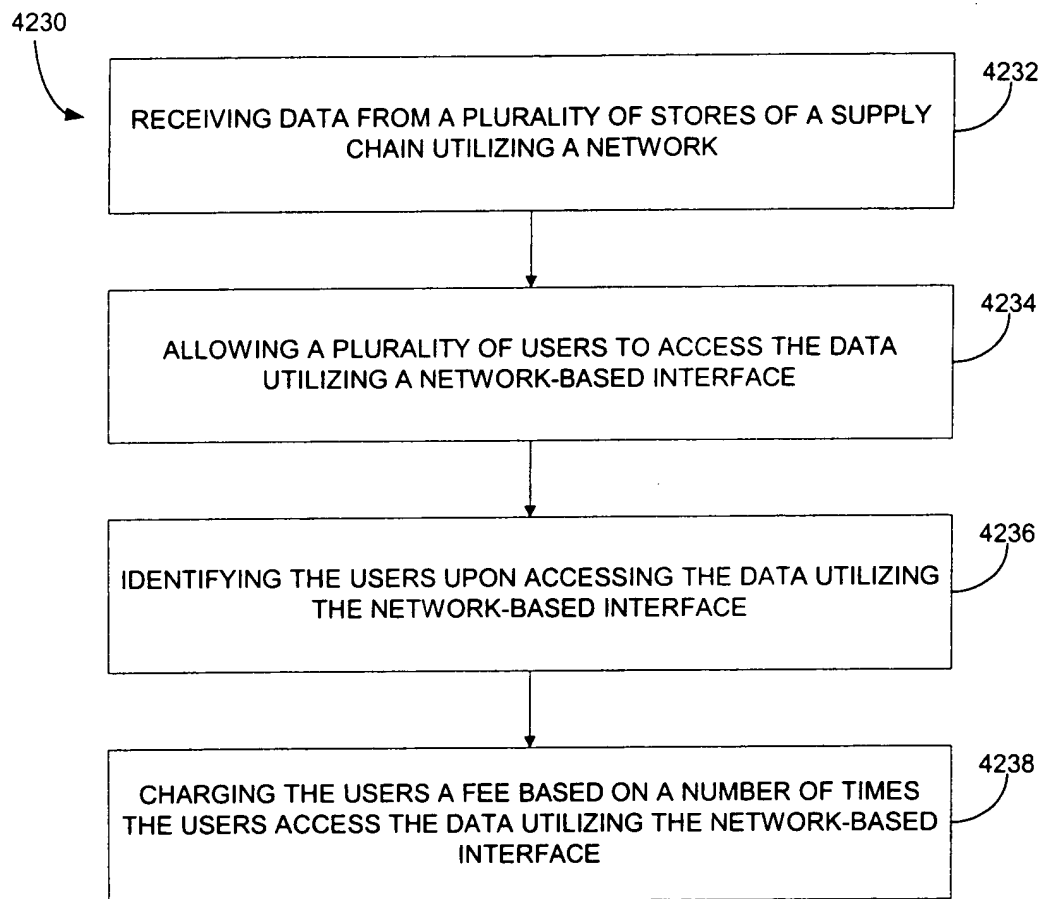 4230
4232
RECEIVING DATA FROM A PLURALITY OF STORES OF A SUPPLY
CHAIN UTILIZING A NETWORK
4234
ALLOWING A PLURALITY OF USERS TO ACCESS THE DATA
UTILIZING A NETWORK-BASED INTERFACE
4236
IDENTIFYING THE USERS UPON ACCESSING THE DATA UTILIZING
THE NETWORK-BASED INTERFACE
4238
CHARGING THE USERS A FEE BASED ON A NUMBER OF TIMES
THE USERS ACCESS THE DATA UTILIZING THE NETWORK-BASED
INTERFACE